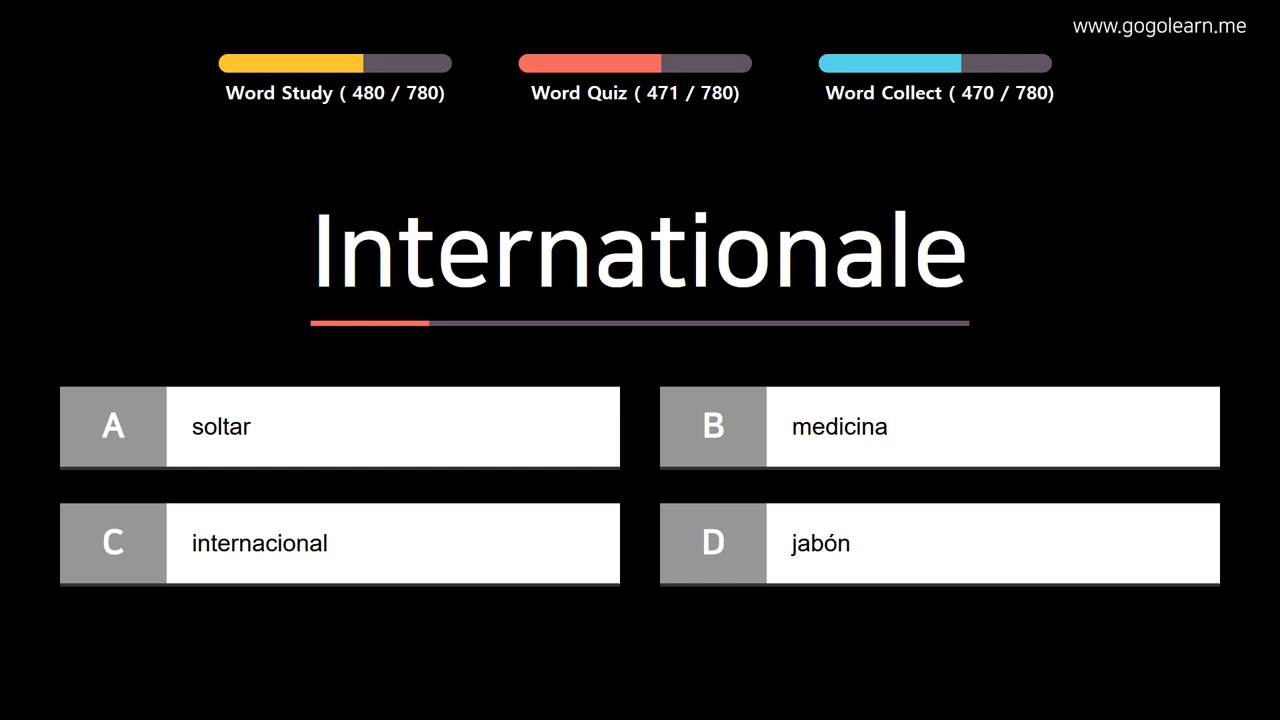 www.gogolearn.me
Word Study ( 480 / 780)
Word Quiz ( 471 / 780)
Word Collect ( 470 / 780)
Internationale
A
soltar
B
medicina
C
internacional
D
jabón